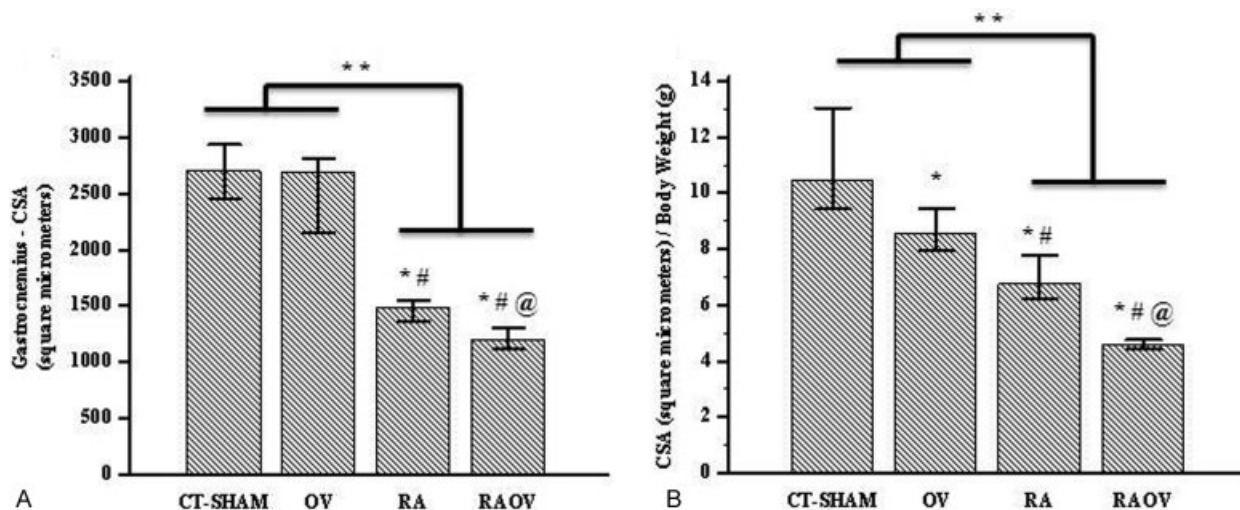 * *
3500
3000
2500
2000
1500
1000
500
0
Gastrocnemius - CSA
(square micrometers)
* #
* # @
CT-SHAM OV RA RAOV
A
* *
14
12
10
8
6
4
2
0
CSA (square micrometers) / Body Weight (g)
*
* #
* # @
CT-SHAM OV RA RAOV
B